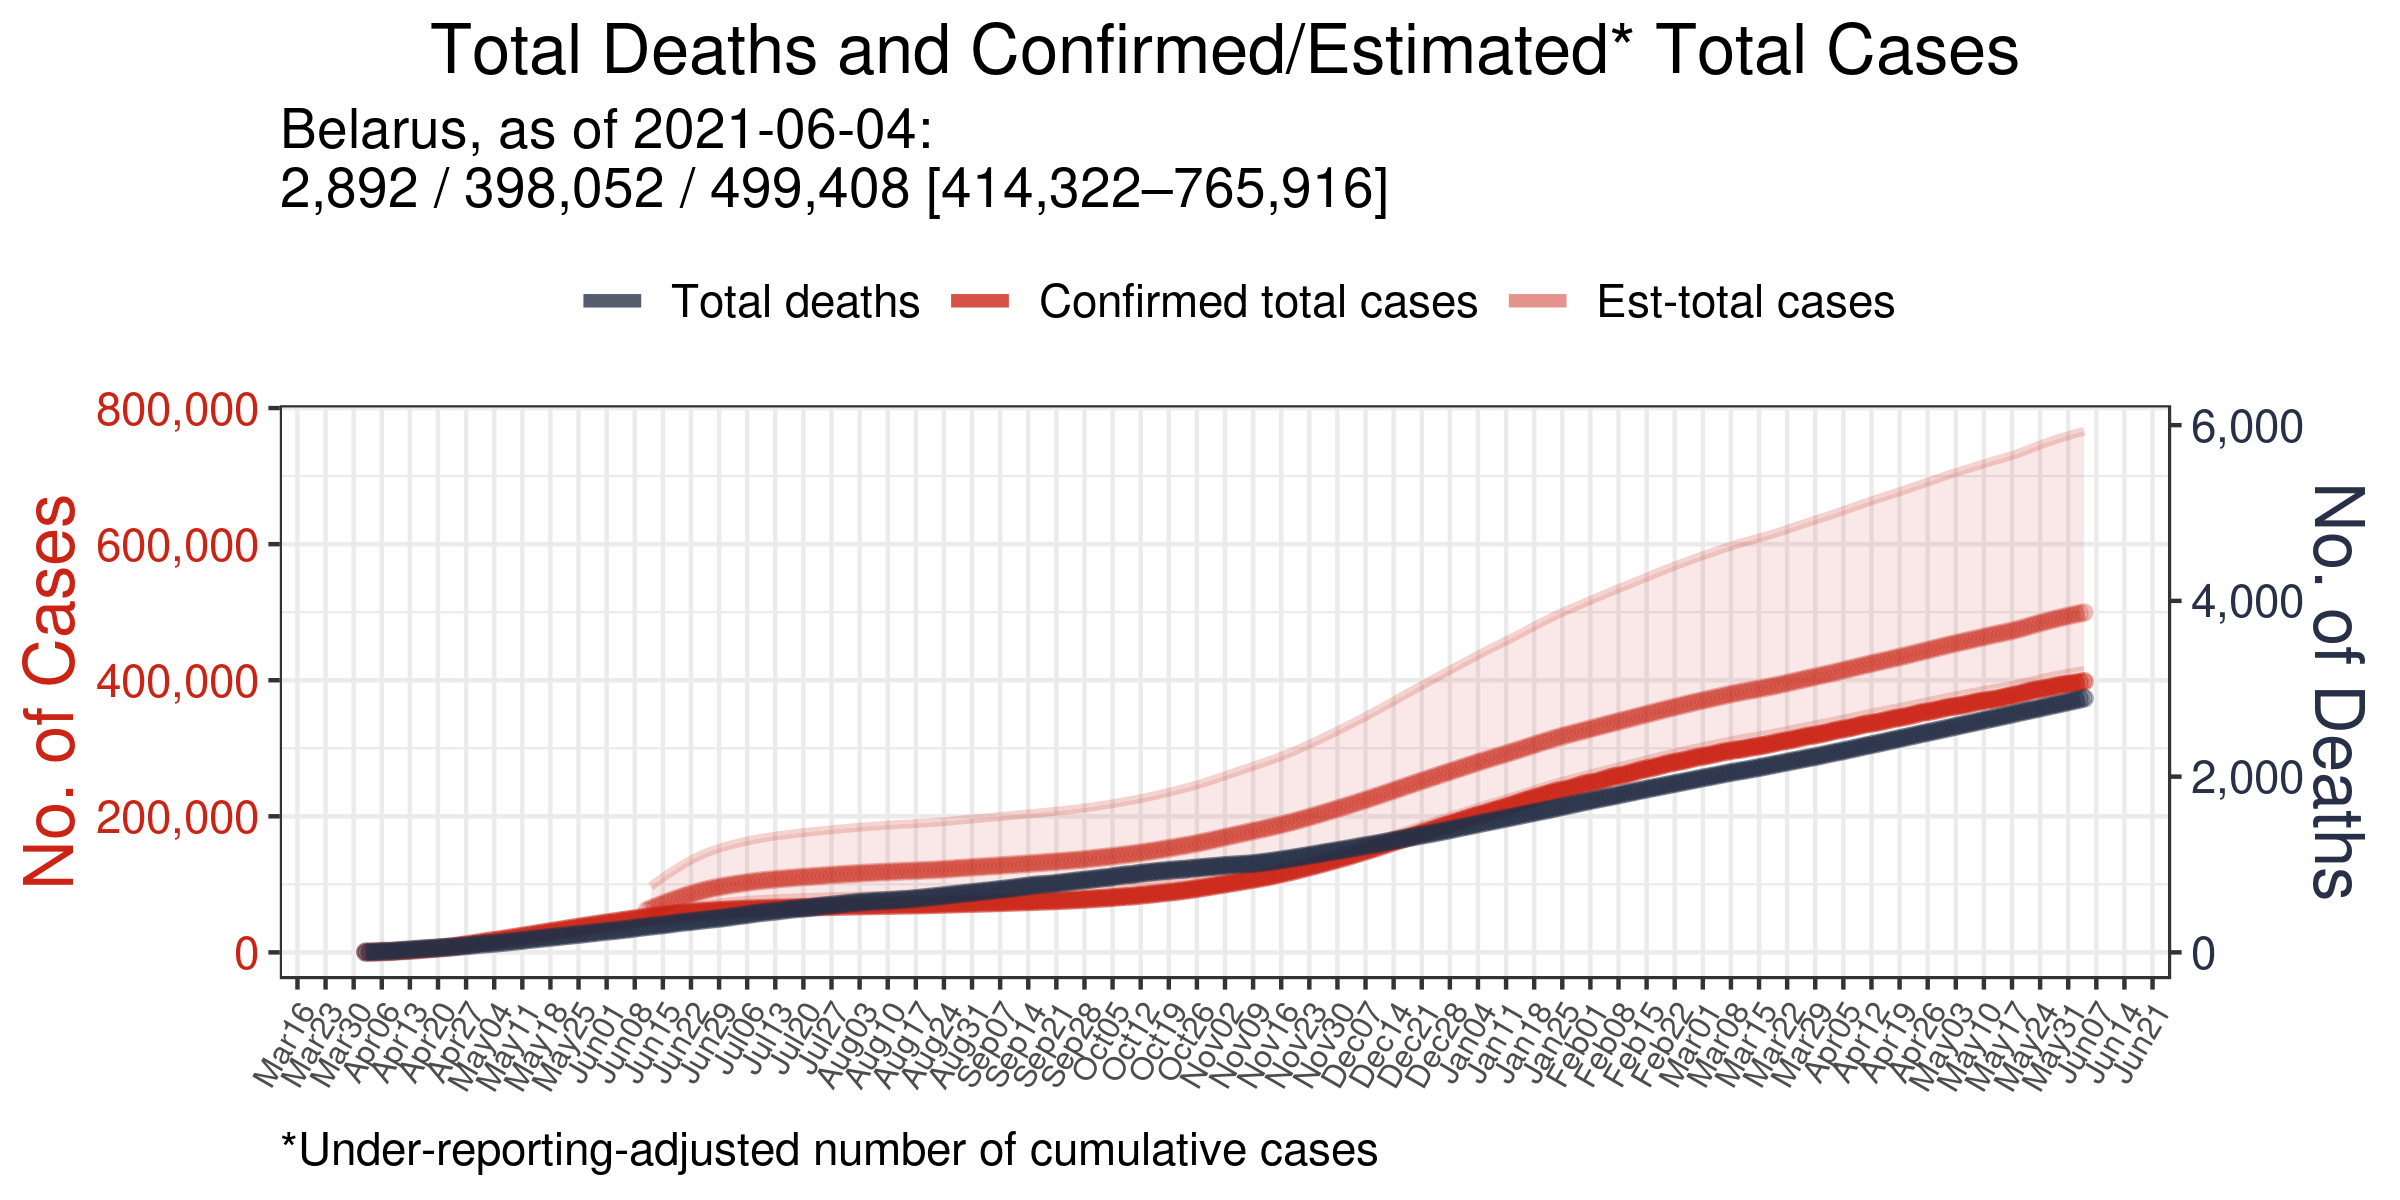 Total Deaths and Confirmed/Estimated* Total Cases
Belarus, as of 2021-06-04:
2,892 / 398,052 / 499,408 [414,322–765,916]
Total deaths
Confirmed total cases
Est-total cases
No. of Cases
800,000
600,000
400,000
200,000
0
6,000
4,000
2,000
0
No. of Deaths
Mar16
Mar23
Mar30
Apr06
Apr13
Apr20
Apr27
May04
May11
May18
May25
Jun01
Jun08
Jun15
Jun22
Jun29
Jul06
Jul13
Jul20
Jul27
Aug03
Aug10
Aug17
Aug24
Aug31
Sep07
Sep14
Sep21
Sep28
Oct05
Oct12
Oct19
Oct26
Nov02
Nov09
Nov16
Nov23
Nov30
Dec07
Dec14
Dec21
Dec28
Jan04
Jan11
Jan18
Jan25
Feb01
Feb08
Feb15
Feb22
Mar01
Mar08
Mar15
Mar22
Mar29
Apr05
Apr12
Apr19
Apr26
May03
May10
May17
May24
May31
Jun07
Jun14
Jun21
*Under-reporting-adjusted number of cumulative cases